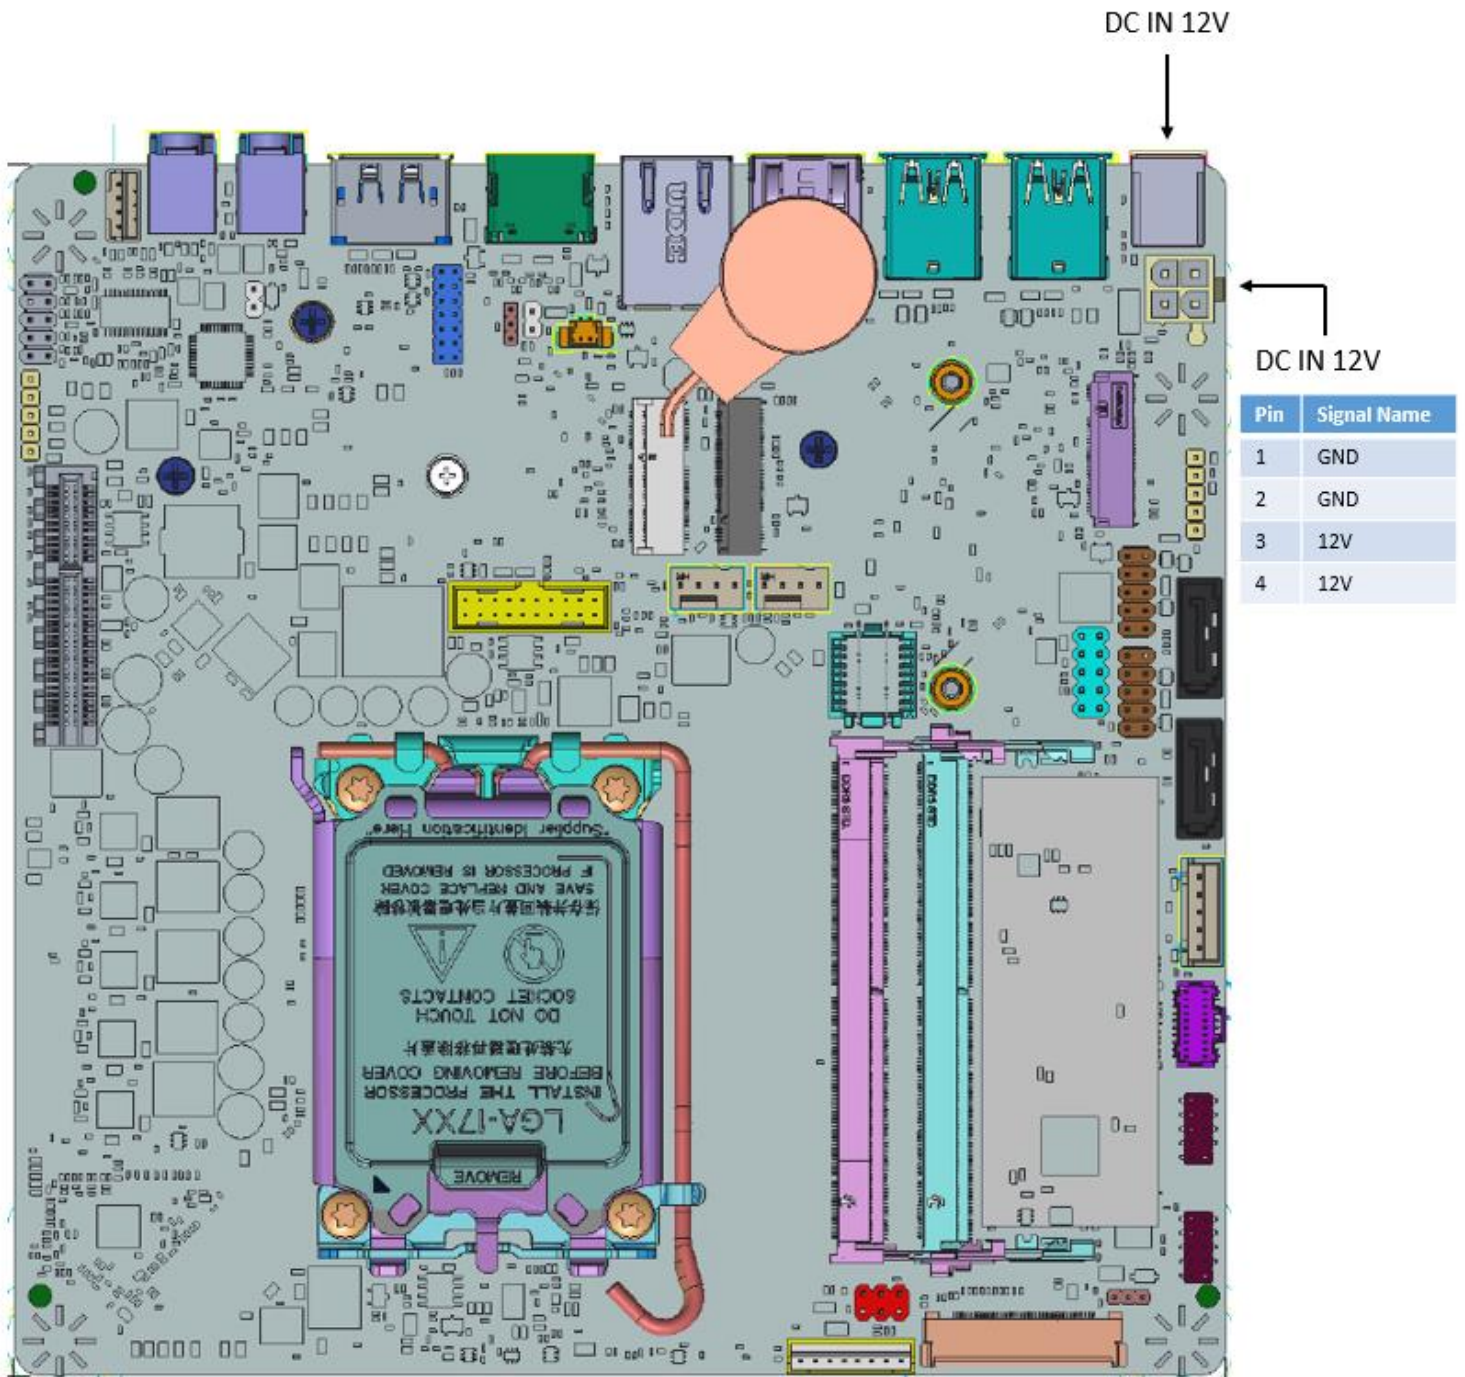 DC IN 12V
DC IN 12V
Pin Signal Name
1 GND
2 GND
3 12V
4 12V
UDE
"Supplier Identification Here"
IF PROCESSOR IS REMOVED
SAVE AND REPLACE COVER
SOCKET CONTACTS
DO NOT TOUCH
BEFORE REMOVING COVER
INSTALL THE PROCESSOR
LGA-17XX
REMOVE